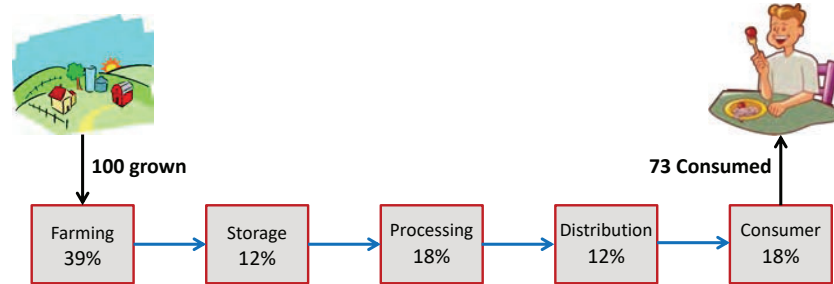 100 grown
73 Consumed
Farming
39%
Storage
12%
Processing
18%
Distribution
12%
Consumer
18%